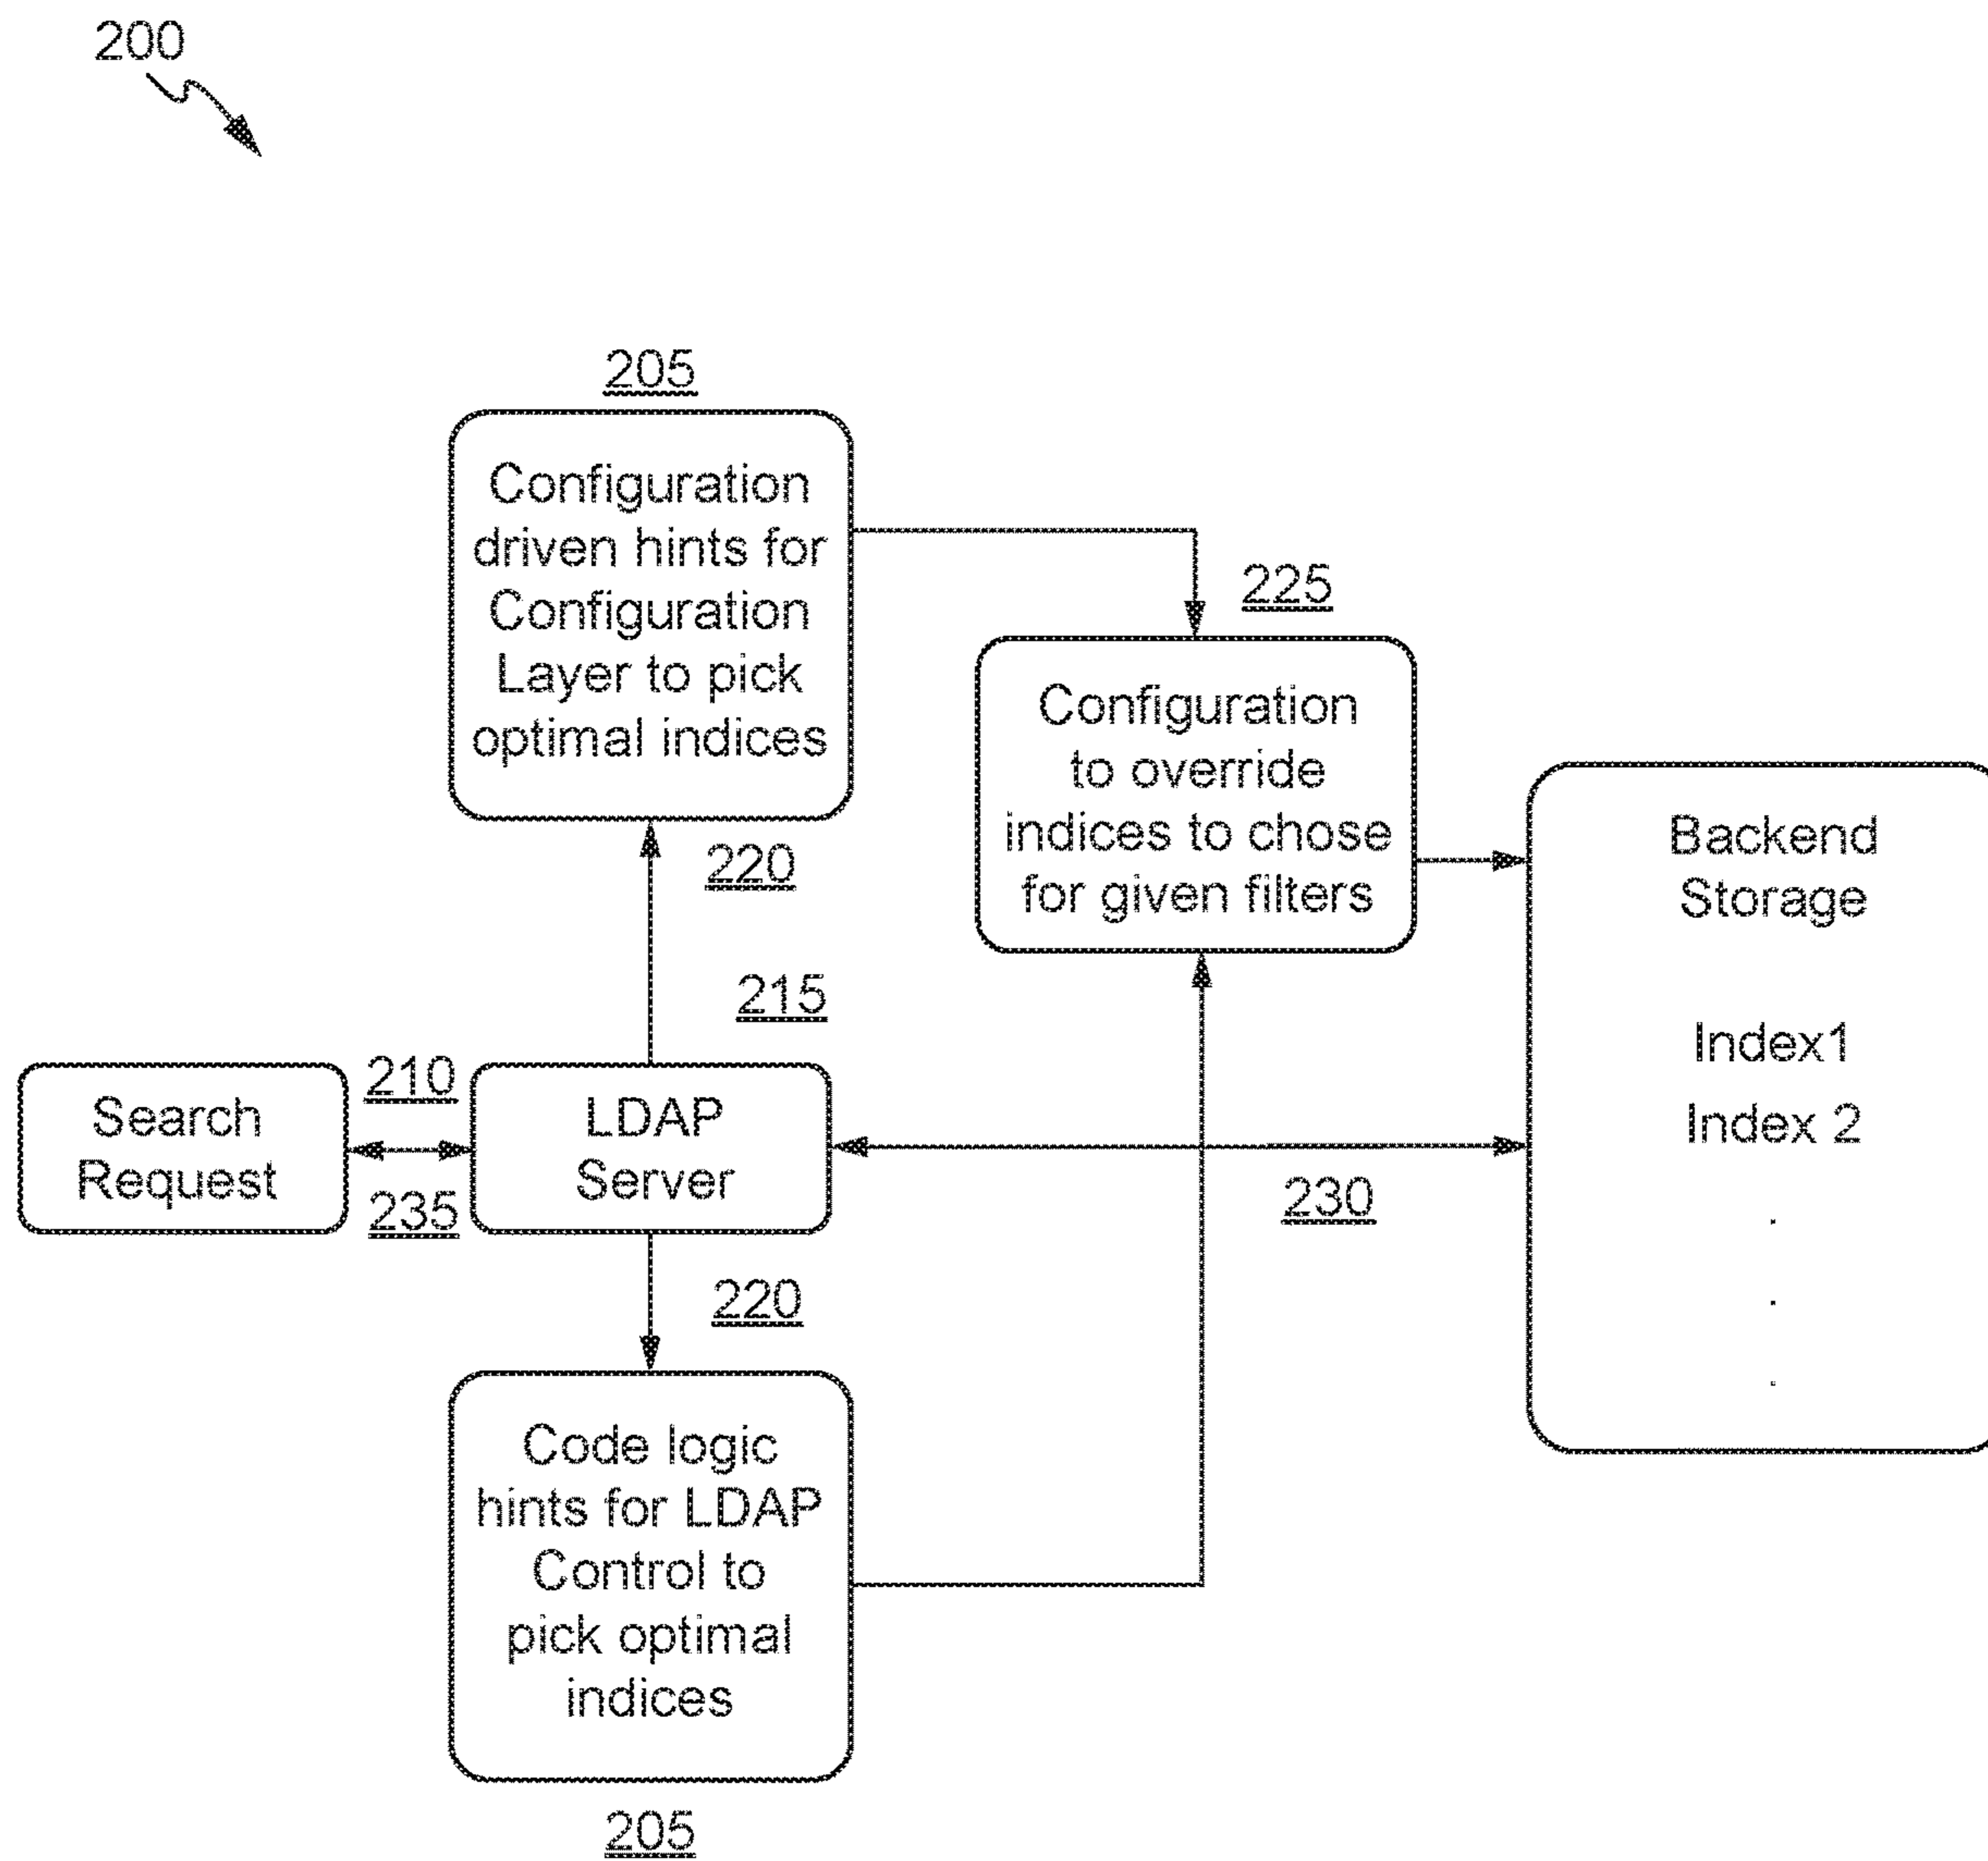 200
205
Configuration
driven hints for
Configuration
Layer to pick
optimal indices
225
Configuration
to override
indices to chose
for given filters
Backend
Storage
Index1
Index 2
.
.
.
220
215
210
Search
Request
235
LDAP
Server
230
220
Code logic
hints for LDAP
Control to
pick optimal
indices
205